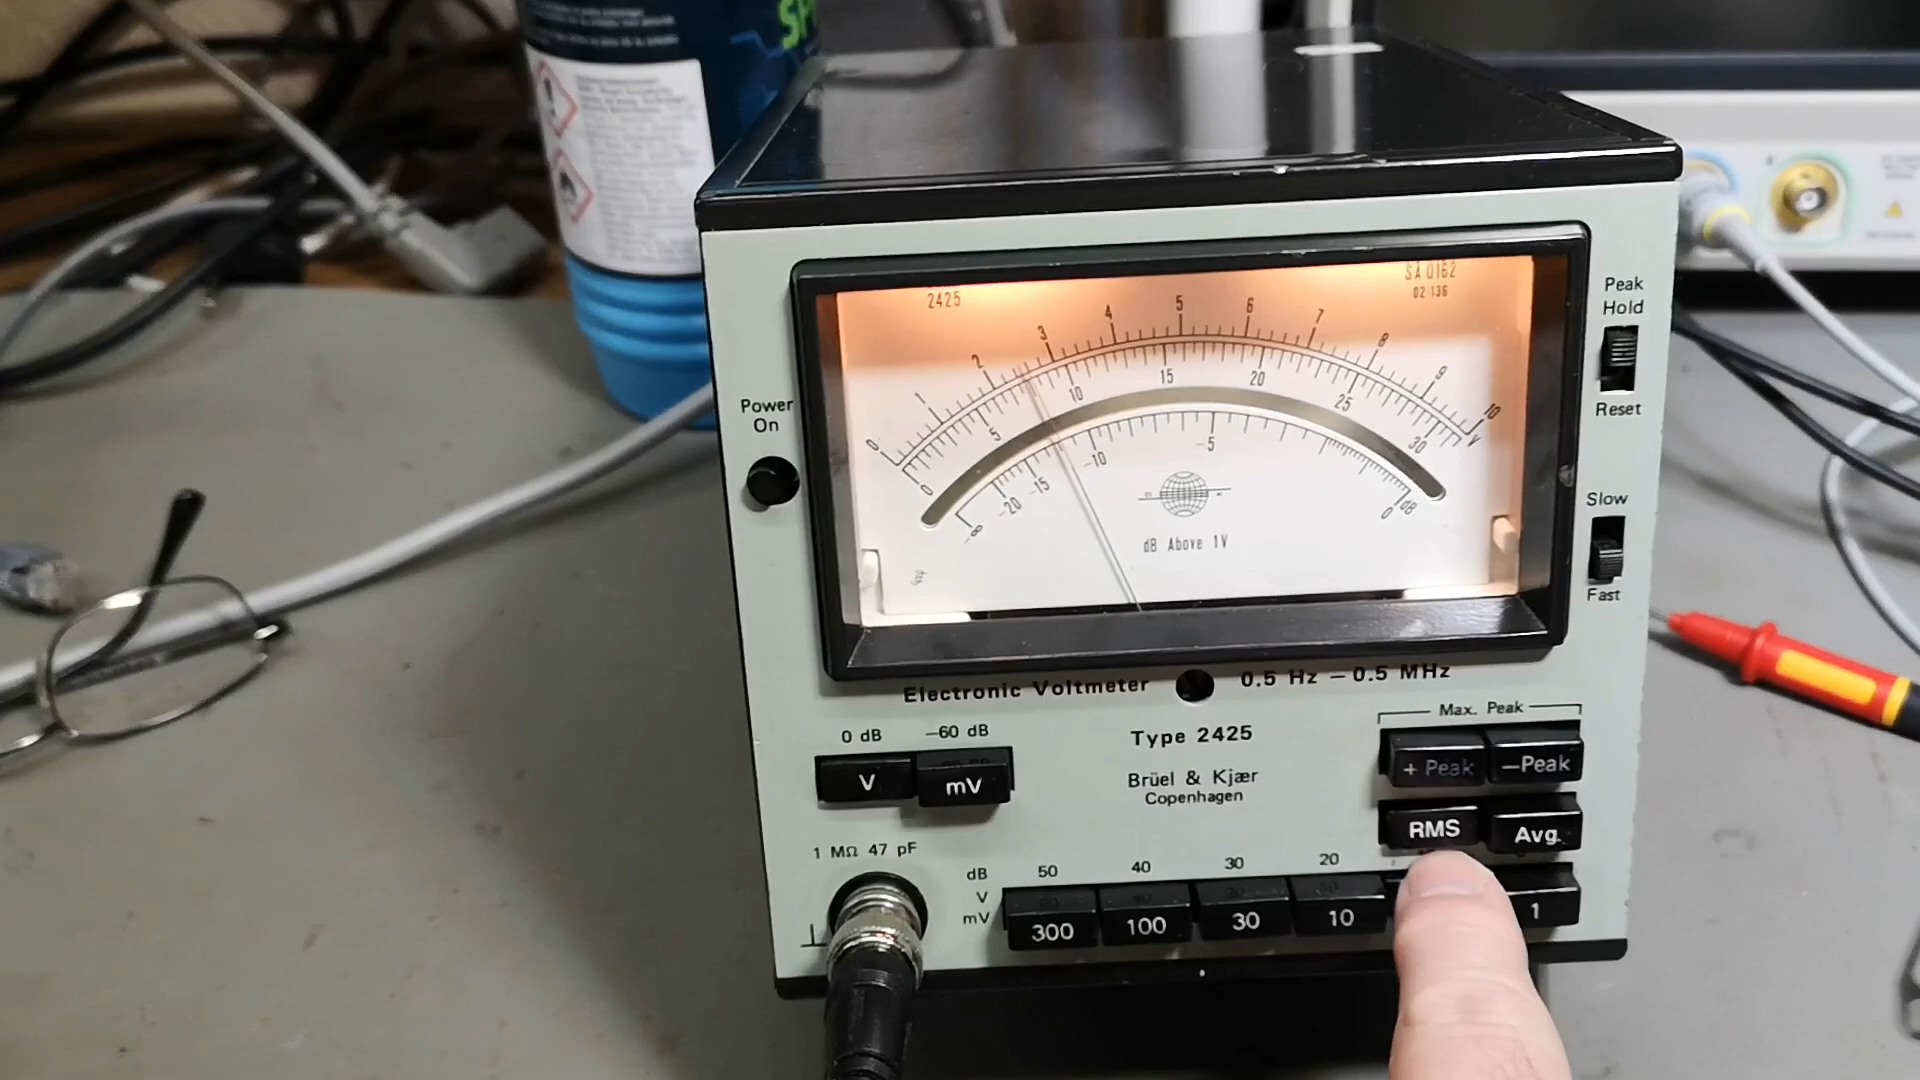 SP
2425
SA 0162
02 136
0 1 2 3 4 5 6 7 8 9 10
V
0 5 10 15 20 25 30
-∞ -20 -15 -10 -5 0 dB
dB Above 1V
Power
On
Peak
Hold
Reset
Slow
Fast
Electronic Voltmeter 0.5 Hz – 0.5 MHz
Type 2425
Brüel & Kjær
Copenhagen
0 dB –60 dB
V mV
Max. Peak
+ Peak –Peak
RMS Avg.
1 MΩ 47 pF
dB 50 40 30 20
V
mV
300 100 30 10 1